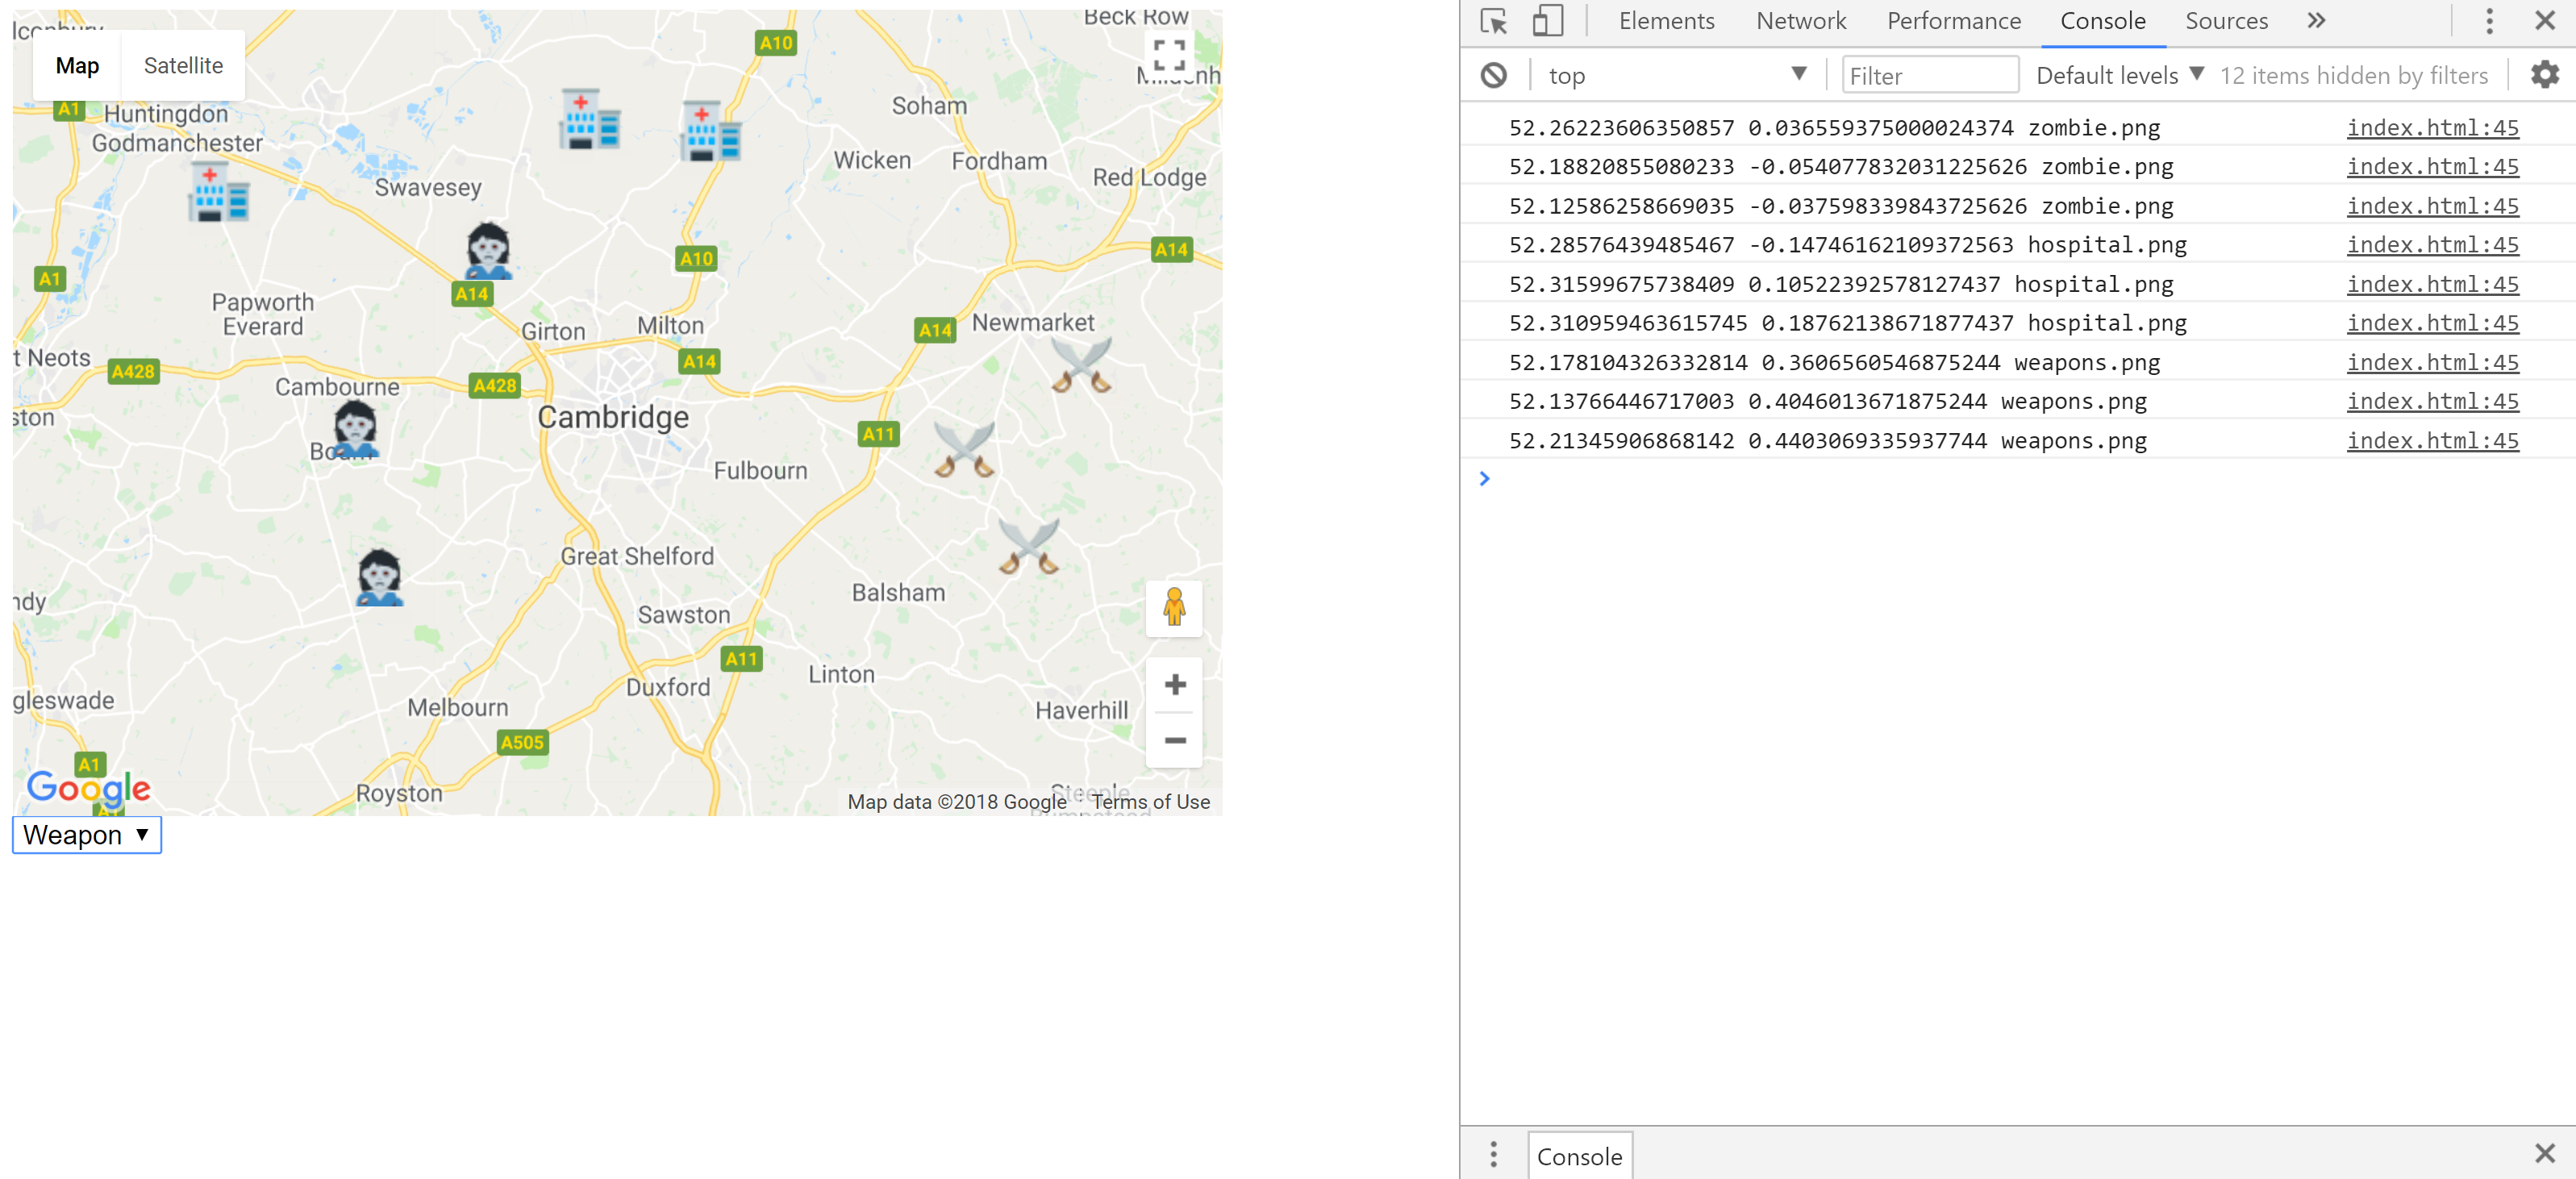 Map
Satellite
Beck Row
A10
A1
Huntingdon
Godmanchester
Soham
Wicken
Fordham
Red Lodge
Swavesey
A14
A10
A1
A14
Papworth
Everard
Girton
Milton
A14
Newmarket
t Neots
A428
Cambourne
A428
A14
ston
Cambridge
A11
Fulbourn
Great Shelford
ndy
Sawston
Balsham
A11
Linton
Duxford
gleswade
Melbourn
Haverhill
A505
A1
Google
Royston
Steeple
Map data ©2018 Google
Terms of Use
Weapon ▼
Elements
Network
Performance
Console
Sources
»
top
Filter
Default levels ▼
12 items hidden by filters
52.26223606350857 0.036559375000024374 zombie.png index.html:45
52.18820855080233 -0.054077832031225626 zombie.png index.html:45
52.12586258669035 -0.037598339843725626 zombie.png index.html:45
52.28576439485467 -0.14746162109372563 hospital.png index.html:45
52.31599675738409 0.10522392578127437 hospital.png index.html:45
52.310959463615745 0.18762138671877437 hospital.png index.html:45
52.178104326332814 0.3606560546875244 weapons.png index.html:45
52.13766446717003 0.4046013671875244 weapons.png index.html:45
52.21345906868142 0.4403069335937744 weapons.png index.html:45
Console